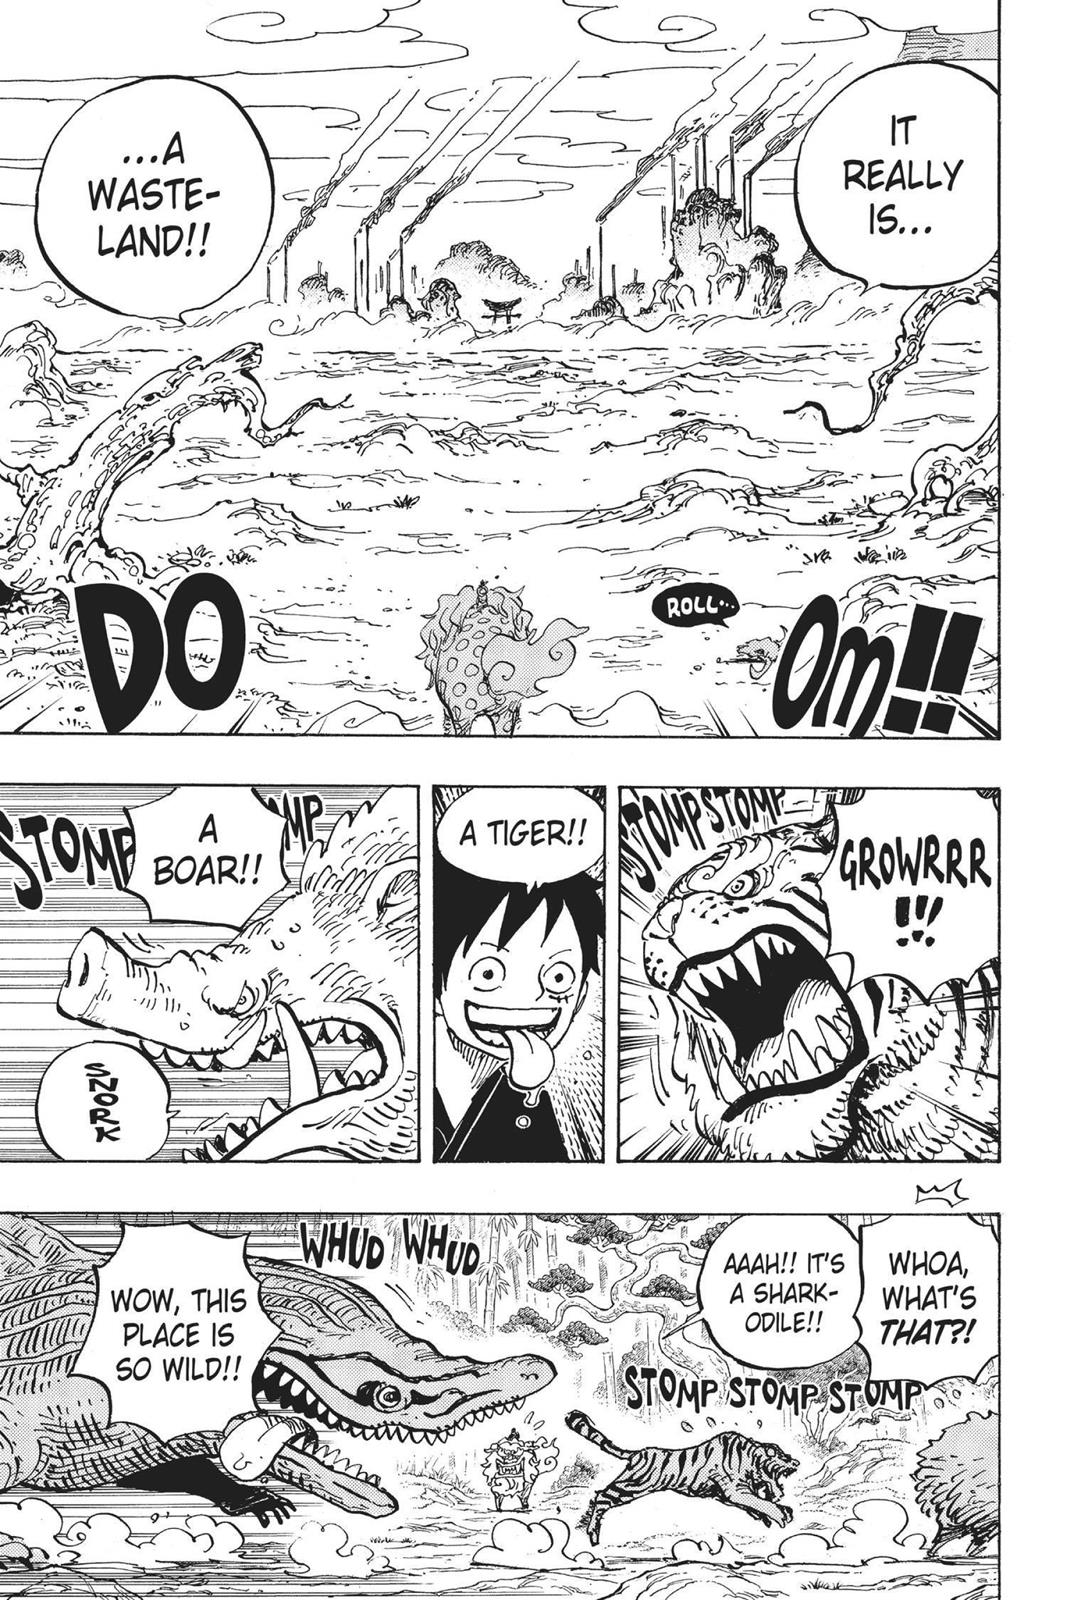 IT
REALLY
IS...
...A
WASTE-
LAND!!
ROLL...
DO
OM!!
GROWRRR
!!!
STOMP STOMP
A TIGER!!
STOMP
MP
A
BOAR!!
SNORK
WHOA,
WHAT'S
THAT?!
AAAH!! IT'S
A SHARK-
ODILE!!
STOMP STOMP STOMP
WHUD WHUD
WOW, THIS
PLACE IS
SO WILD!!